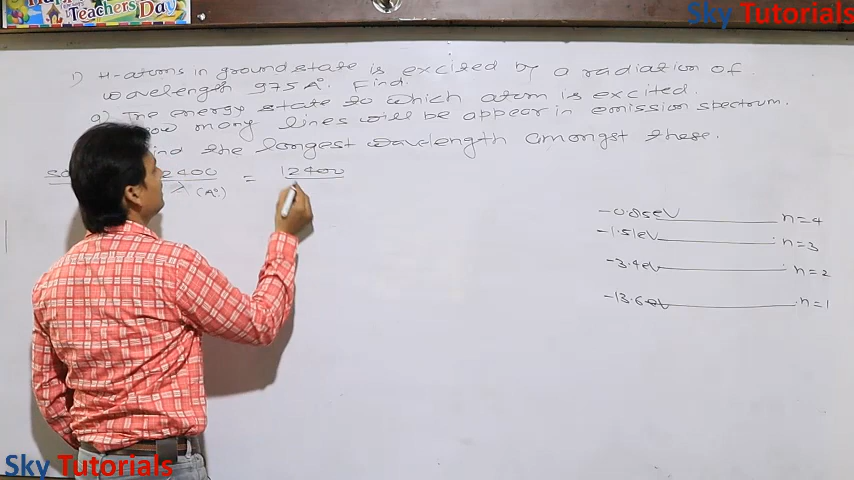 Teachers Day
Sky Tutorials
1) H-atoms in ground state is excited by a radiation of
wavelength 975 A°. Find.
a) The energy state to which atom is excited.
how many lines will be appear in emission spectrum.
find the longest wavelength amongst these.
2400 = 12400
λ (A°)
-0.85eV n=4
-1.51eV n=3
-3.4eV n=2
-13.6eV n=1
Sky Tutorials